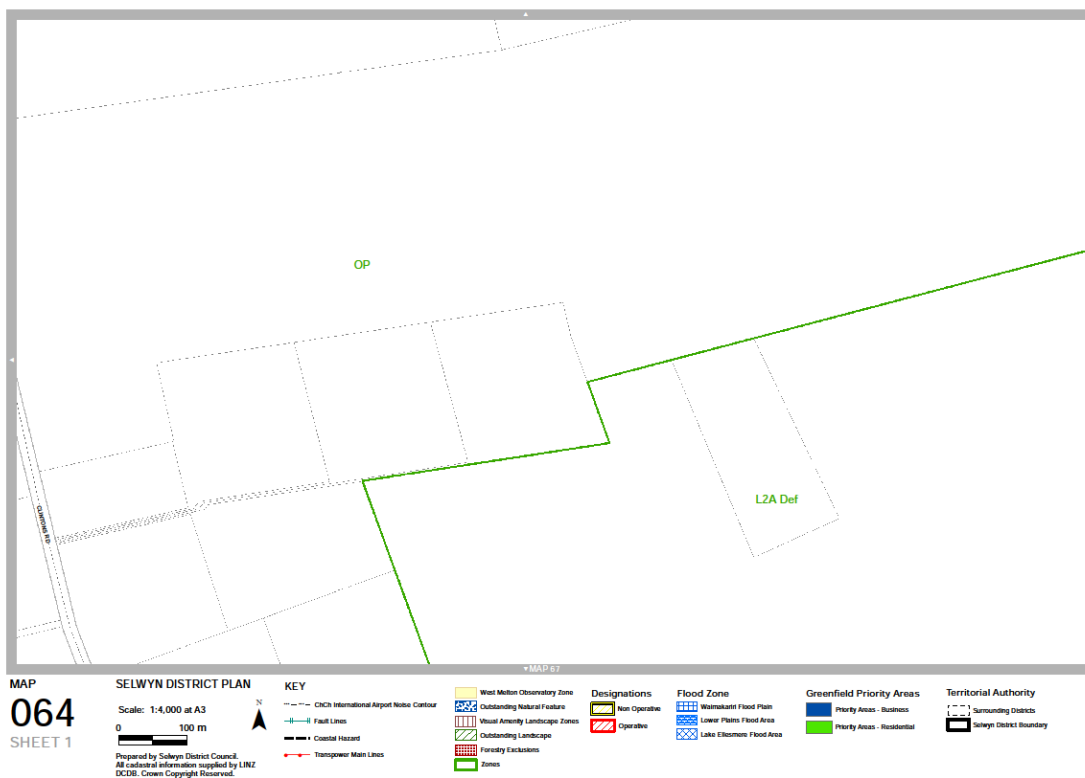 OP
L2A Def
CLINTONS RD
MAP 67
MAP
064
SHEET 1
SELWYN DISTRICT PLAN
Scale: 1:4,000 at A3
0 100 m
Prepared by Selwyn District Council.
All cadastral information supplied by LINZ
DCDB. Crown Copyright Reserved.
N
KEY
ChCh International Airport Noise Contour
Fault Lines
Coastal Hazard
Transpower Main Lines
West Melton Observatory Zone
Outstanding Natural Feature
Visual Amenity Landscape Zones
Outstanding Landscape
Forestry Exclusions
Zones
Designations
Non Operative
Operative
Flood Zone
Waimakariri Flood Plain
Lower Plains Flood Area
Lake Ellesmere Flood Area
Greenfield Priority Areas
Priority Areas - Business
Priority Areas - Residential
Territorial Authority
Surrounding Districts
Selwyn District Boundary